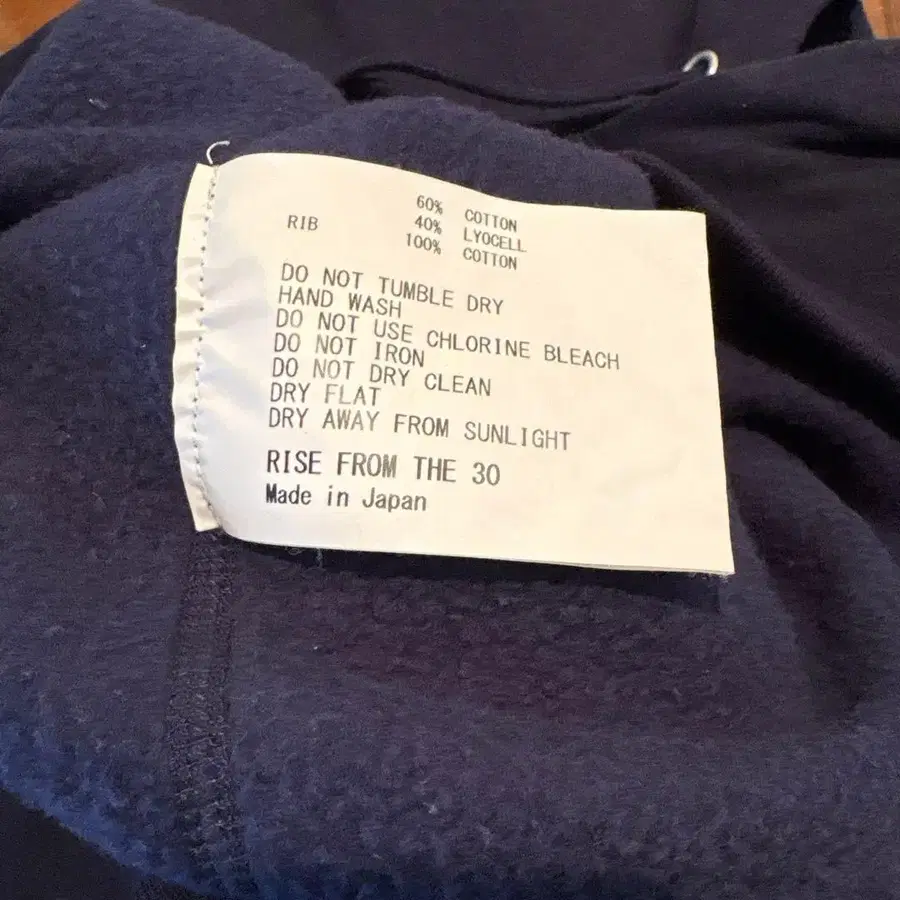 60% COTTON
40% LYOCELL
RIB 100% COTTON
DO NOT TUMBLE DRY
HAND WASH
DO NOT USE CHLORINE BLEACH
DO NOT IRON
DO NOT DRY CLEAN
DRY FLAT
DRY AWAY FROM SUNLIGHT
RISE FROM THE 30
Made in Japan